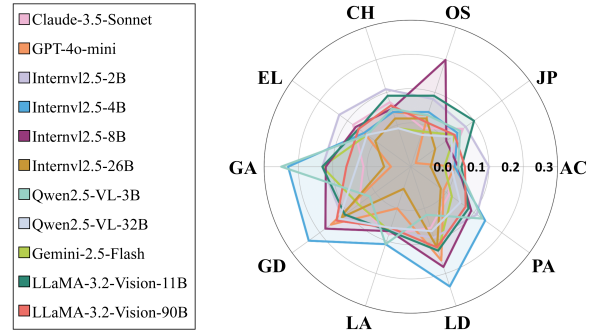 Claude-3.5-Sonnet
GPT-4o-mini
Internvl2.5-2B
Internvl2.5-4B
Internvl2.5-8B
Internvl2.5-26B
Qwen2.5-VL-3B
Qwen2.5-VL-32B
Gemini-2.5-Flash
LLaMA-3.2-Vision-11B
LLaMA-3.2-Vision-90B
CH OS
EL JP
GA 0.0 0.1 0.2 0.3 AC
GD PA
LA LD